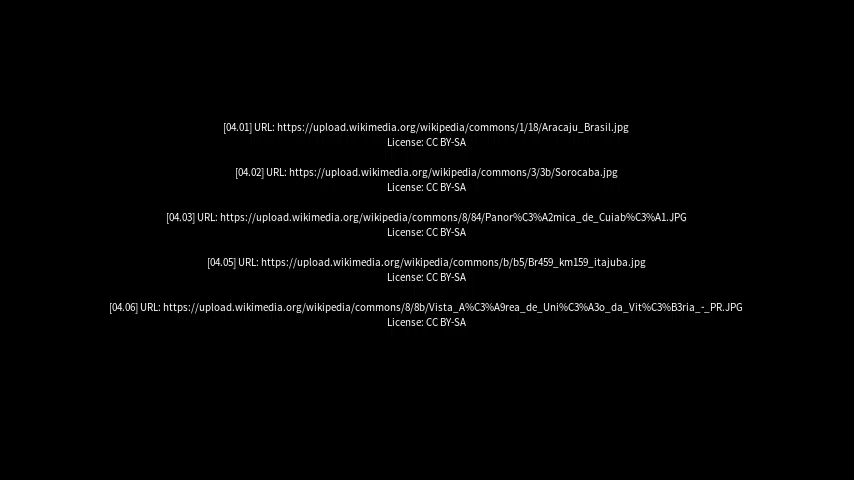 [04.01] URL: https://upload.wikimedia.org/wikipedia/commons/1/18/Aracaju_Brasil.jpg
License: CC BY-SA
[04.02] URL: https://upload.wikimedia.org/wikipedia/commons/3/3b/Sorocaba.jpg
License: CC BY-SA
[04.03] URL: https://upload.wikimedia.org/wikipedia/commons/8/84/Panor%C3%A2mica_de_Cuiab%C3%A1.JPG
License: CC BY-SA
[04.05] URL: https://upload.wikimedia.org/wikipedia/commons/b/b5/Br459_km159_itajuba.jpg
License: CC BY-SA
[04.06] URL: https://upload.wikimedia.org/wikipedia/commons/8/8b/Vista_A%C3%A9rea_de_Uni%C3%A3o_da_Vit%C3%B3ria_-_PR.JPG
License: CC BY-SA